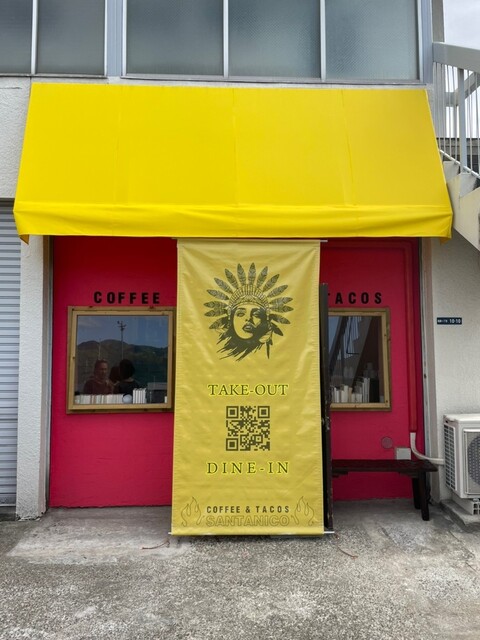 COFFEE
TACOS
TAKE-OUT
DINE-IN
COFFEE & TACOS
SANTANICO